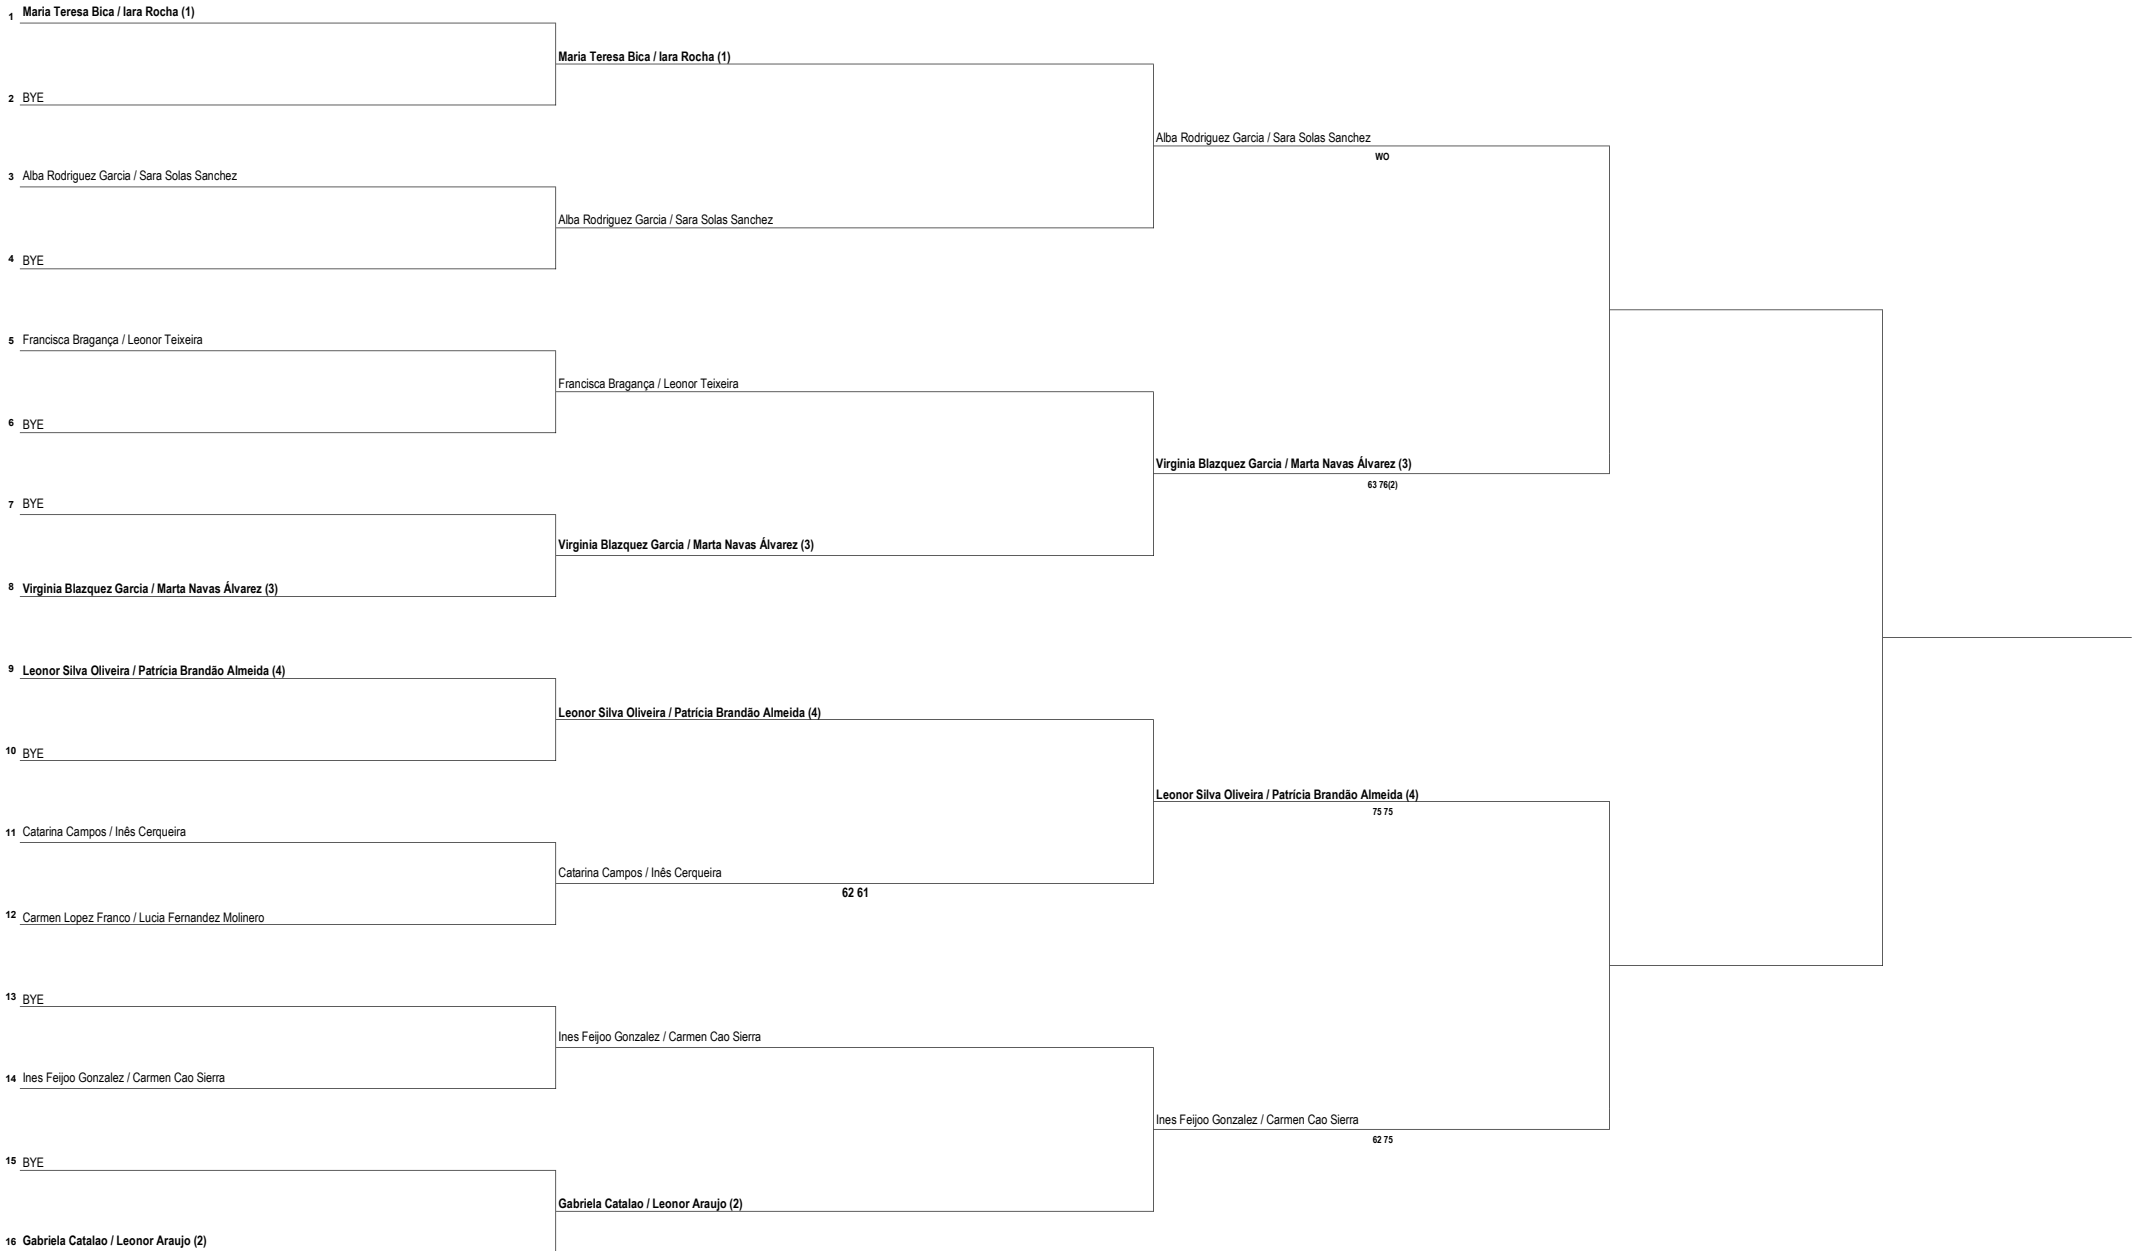 1 Maria Teresa Bica / Iara Rocha (1)
Maria Teresa Bica / Iara Rocha (1)
2 BYE
Alba Rodriguez Garcia / Sara Solas Sanchez
WO
3 Alba Rodriguez Garcia / Sara Solas Sanchez
Alba Rodriguez Garcia / Sara Solas Sanchez
4 BYE
5 Francisca Bragança / Leonor Teixeira
Francisca Bragança / Leonor Teixeira
6 BYE
Virginia Blazquez Garcia / Marta Navas Álvarez (3)
63 76(2)
7 BYE
Virginia Blazquez Garcia / Marta Navas Álvarez (3)
8 Virginia Blazquez Garcia / Marta Navas Álvarez (3)
9 Leonor Silva Oliveira / Patrícia Brandão Almeida (4)
Leonor Silva Oliveira / Patrícia Brandão Almeida (4)
10 BYE
Leonor Silva Oliveira / Patrícia Brandão Almeida (4)
75 75
11 Catarina Campos / Inês Cerqueira
Catarina Campos / Inês Cerqueira
62 61
12 Carmen Lopez Franco / Lucia Fernandez Molinero
13 BYE
Ines Feijoo Gonzalez / Carmen Cao Sierra
14 Ines Feijoo Gonzalez / Carmen Cao Sierra
Ines Feijoo Gonzalez / Carmen Cao Sierra
62 75
15 BYE
Gabriela Catalao / Leonor Araujo (2)
16 Gabriela Catalao / Leonor Araujo (2)